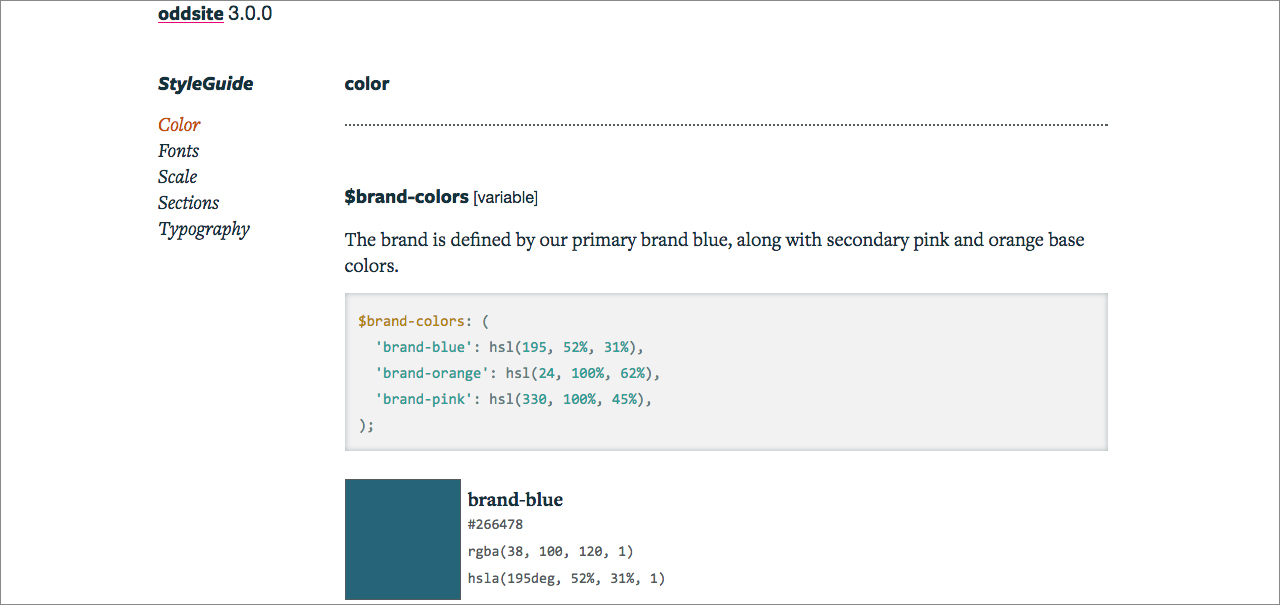 oddsite 3.0.0
StyleGuide
Color
Fonts
Scale
Sections
Typography
color
$brand-colors [variable]
The brand is defined by our primary brand blue, along with secondary pink and orange base
colors.
$brand-colors: (
  'brand-blue': hsl(195, 52%, 31%),
  'brand-orange': hsl(24, 100%, 62%),
  'brand-pink': hsl(330, 100%, 45%),
);
brand-blue
#266478
rgba(38, 100, 120, 1)
hsla(195deg, 52%, 31%, 1)